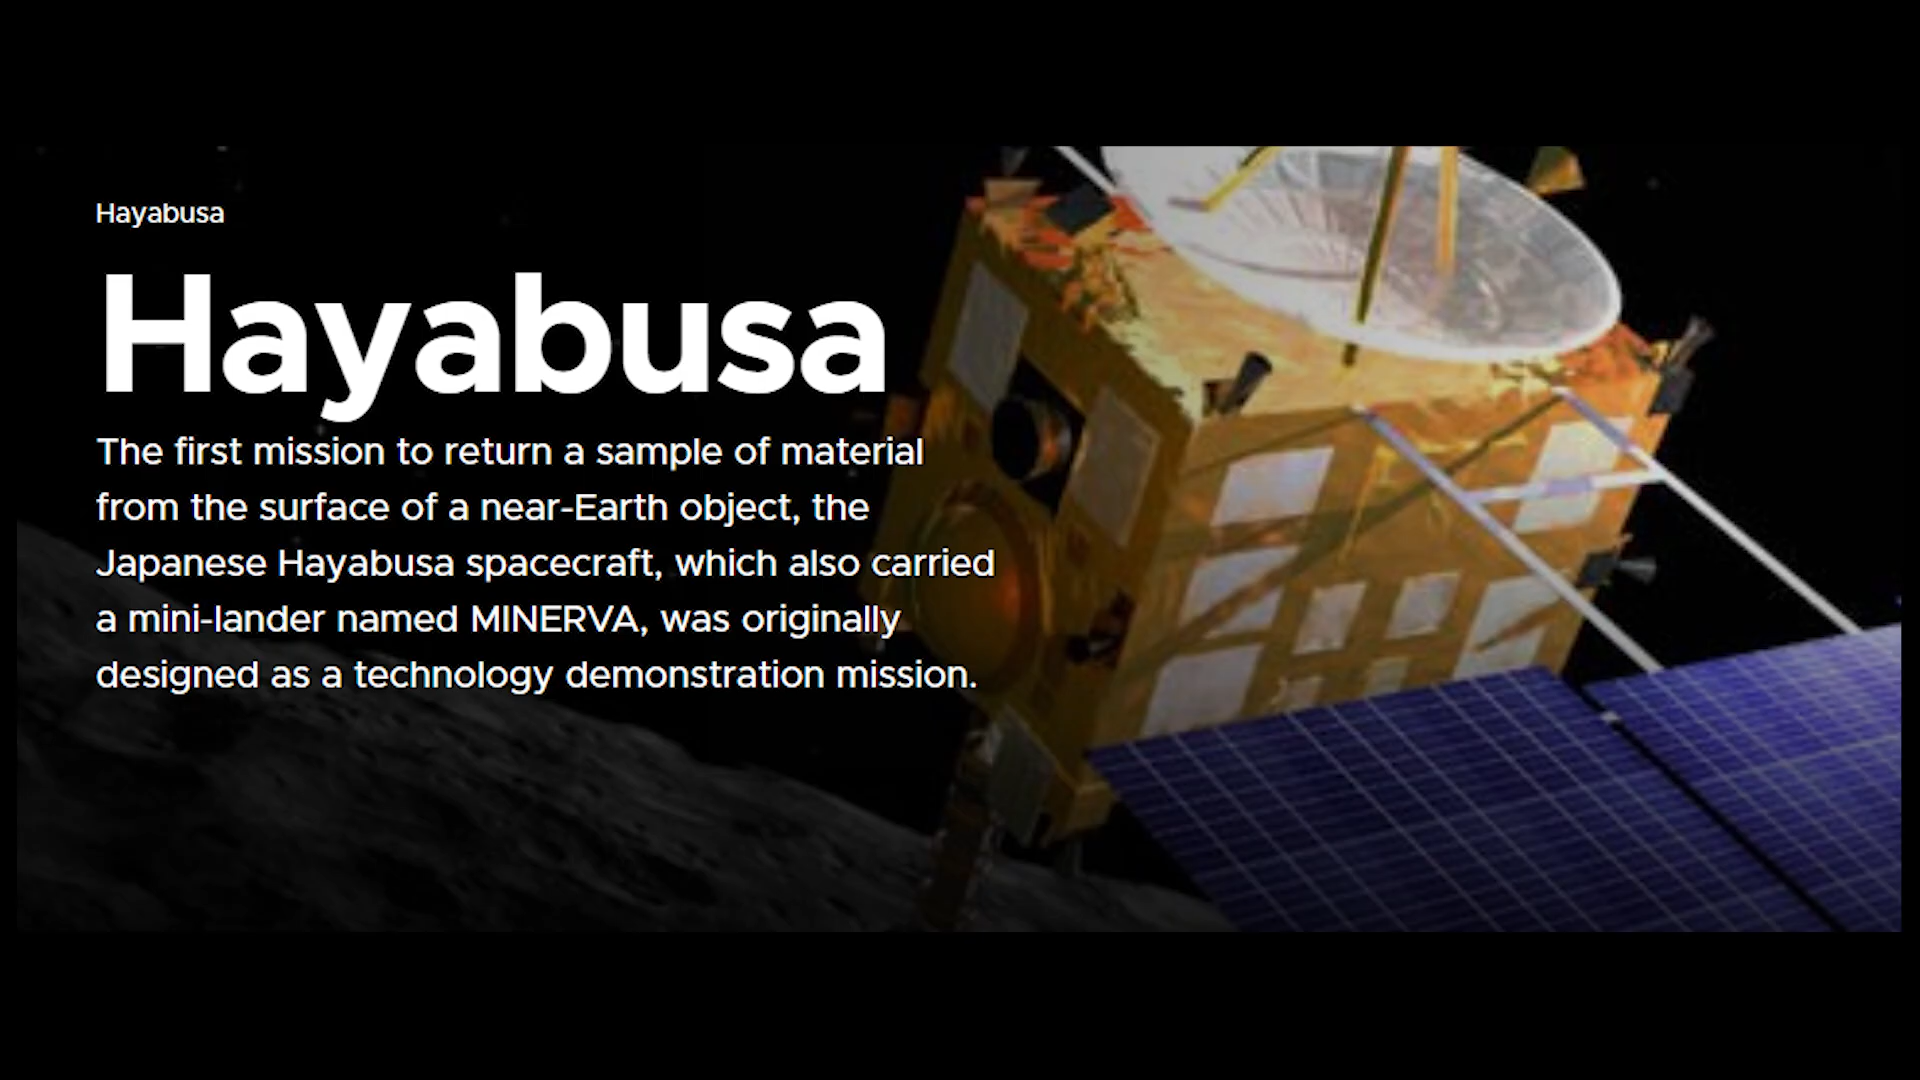 Hayabusa
Hayabusa
The first mission to return a sample of material
from the surface of a near-Earth object, the
Japanese Hayabusa spacecraft, which also carried
a mini-lander named MINERVA, was originally
designed as a technology demonstration mission.